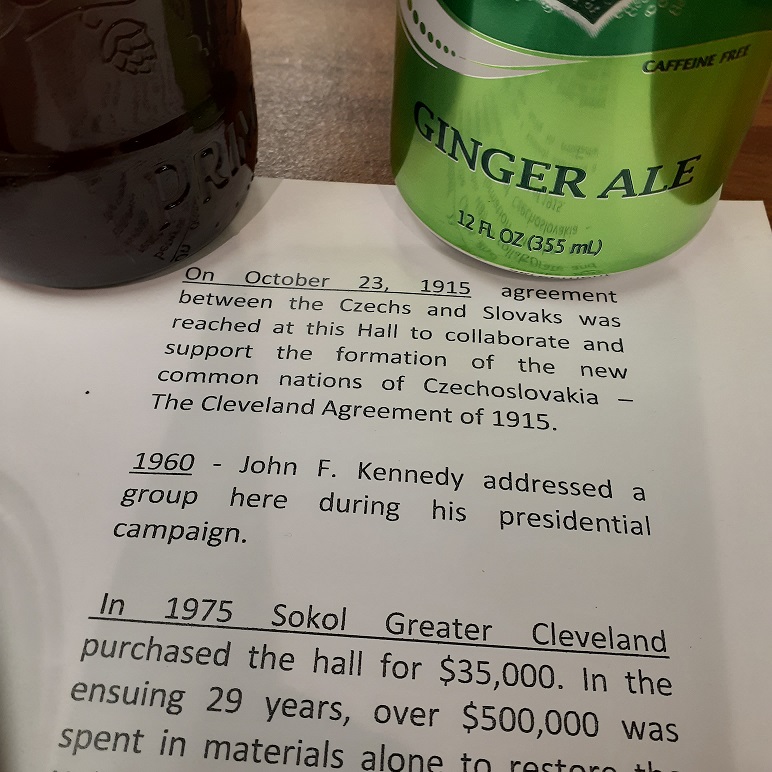 DRIN
CAFFEINE FREE
GINGER ALE
12 FL OZ (355 mL)
On October 23, 1915 agreement
between the Czechs and Slovaks was
reached at this Hall to collaborate and
support the formation of the new
common nations of Czechoslovakia –
The Cleveland Agreement of 1915.
1960 - John F. Kennedy addressed a
group here during his presidential
campaign.
In 1975 Sokol Greater Cleveland
purchased the hall for $35,000. In the
ensuing 29 years, over $500,000 was
spent in materials alone to restore the